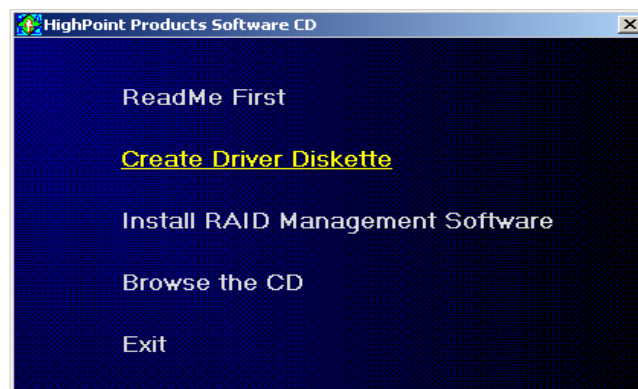 HighPoint Products Software CD
ReadMe First
Create Driver Diskette
Install RAID Management Software
Browse the CD
Exit